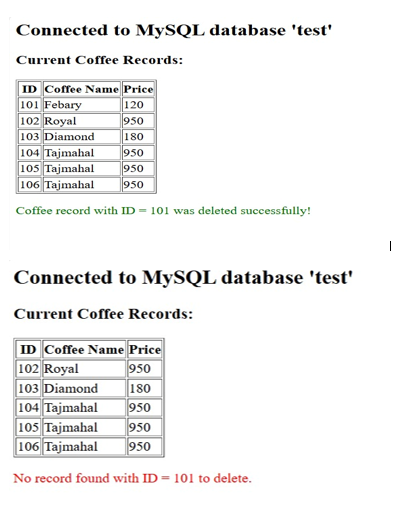 Connected to MySQL database 'test'
Current Coffee Records:
ID Coffee Name Price
101 Febary 120
102 Royal 950
103 Diamond 180
104 Tajmahal 950
105 Tajmahal 950
106 Tajmahal 950
Coffee record with ID = 101 was deleted successfully!
Connected to MySQL database 'test'
Current Coffee Records:
ID Coffee Name Price
102 Royal 950
103 Diamond 180
104 Tajmahal 950
105 Tajmahal 950
106 Tajmahal 950
No record found with ID = 101 to delete.